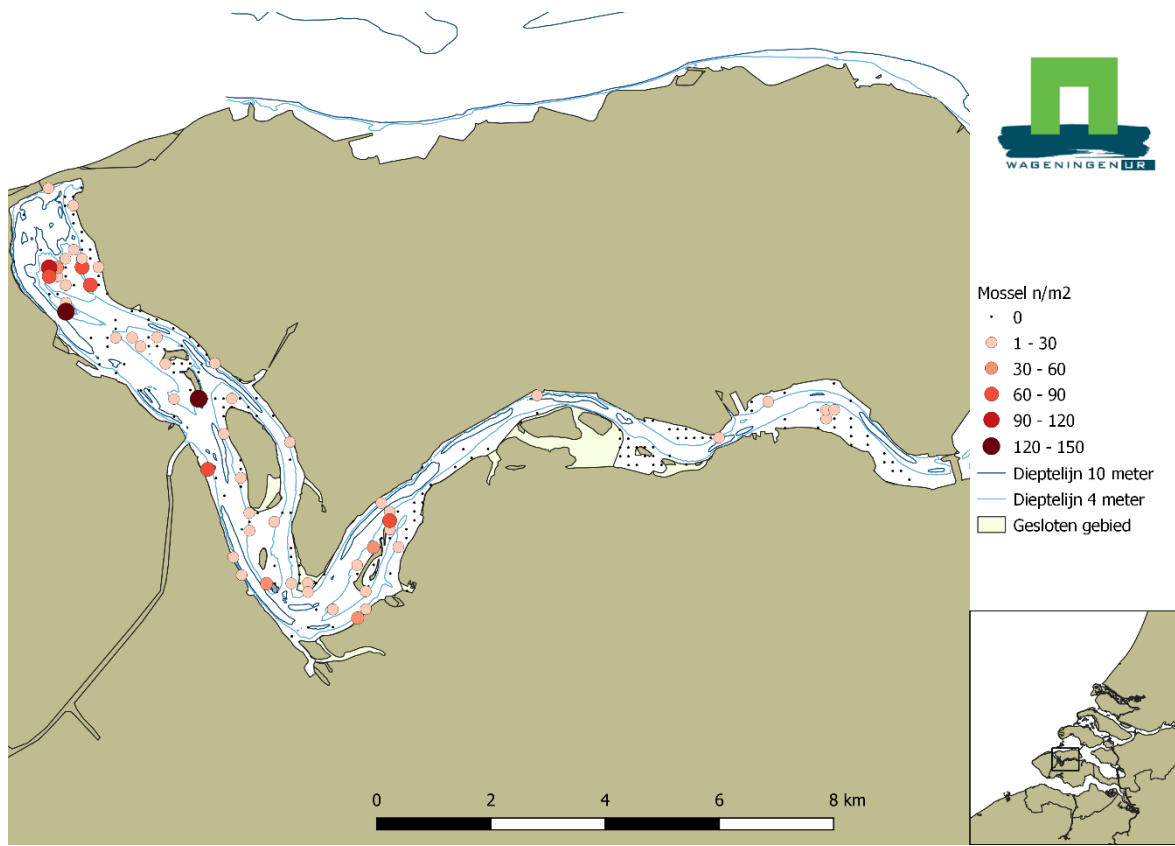 WAGENINGEN UR
Mossel n/m2
0
1 - 30
30 - 60
60 - 90
90 - 120
120 - 150
Dieptelijn 10 meter
Dieptelijn 4 meter
Gesloten gebied
0 2 4 6 8 km